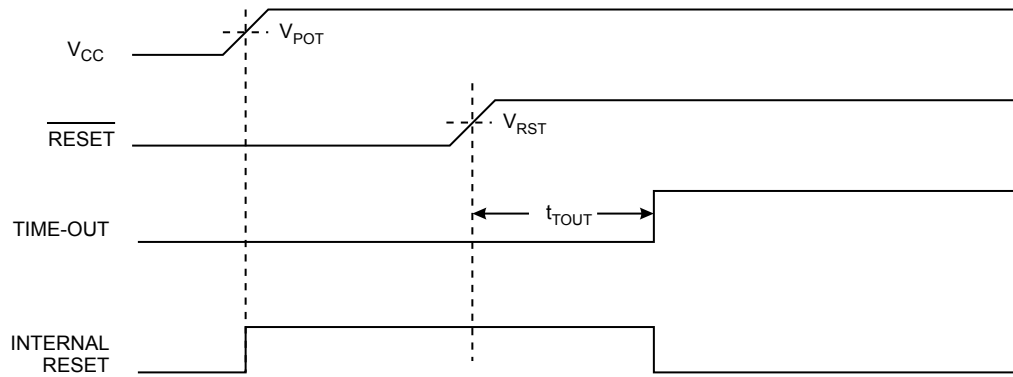 V_CC
V_POT
RESET
V_RST
TIME-OUT
t_TOUT
INTERNAL
RESET